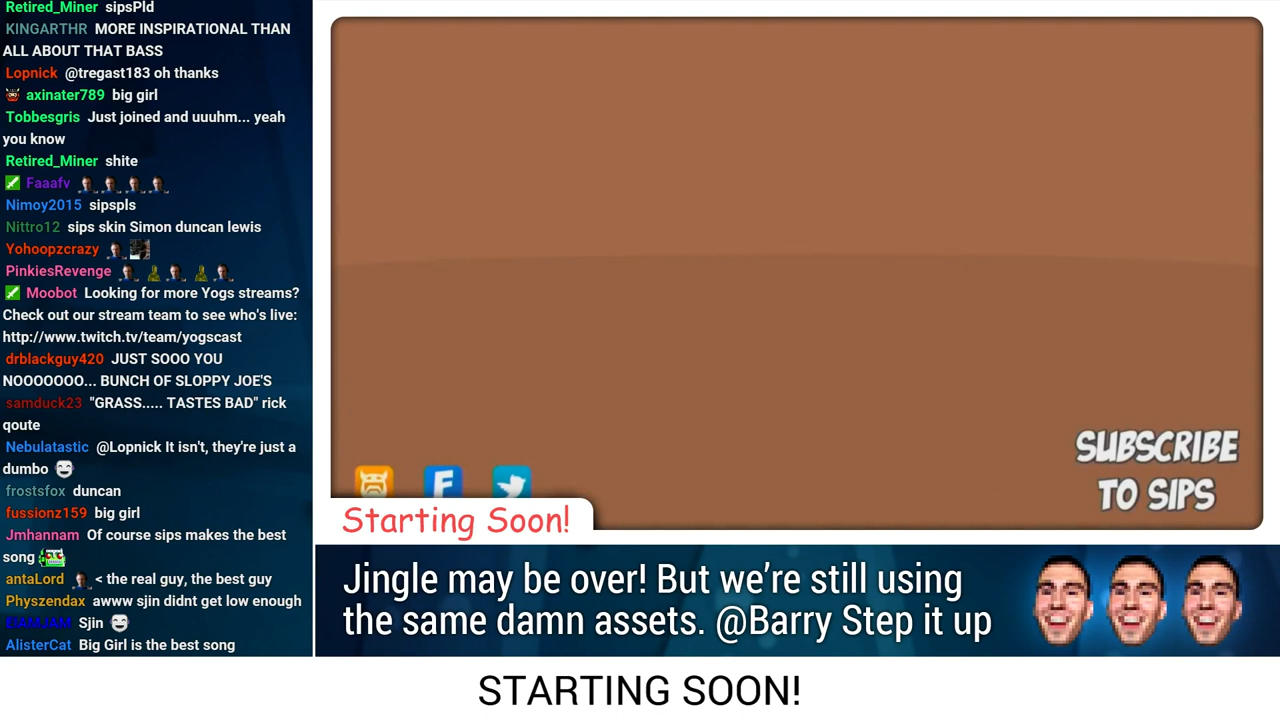 Retired_Miner sipsPld
KINGARTHR MORE INSPIRATIONAL THAN
ALL ABOUT THAT BASS
Lopnick @tregast183 oh thanks
axinater789 big girl
Tobbesgris Just joined and uuuhm... yeah
you know
Retired_Miner shite
Faaafv
Nimoy2015 sipspls
Nittro12 sips skin Simon duncan lewis
Yohoopzcrazy
PinkiesRevenge
Moobot Looking for more Yogs streams?
Check out our stream team to see who's live:
http://www.twitch.tv/team/yogscast
drblackguy420 JUST SOOO YOU
NOOOOOOO... BUNCH OF SLOPPY JOE'S
samduck23 "GRASS..... TASTES BAD" rick
qoute
Nebulatastic @Lopnick It isn't, they're just a
dumbo
frostsfox duncan
fussionz159 big girl
Jmhannam Of course sips makes the best
song
antaLord < the real guy, the best guy
Physzendax awww sjin didnt get low enough
Sjin
AlisterCat Big Girl is the best song
SUBSCRIBE
TO SIPS
F
Starting Soon!
Jingle may be over! But we’re still using
the same damn assets. @Barry Step it up
STARTING SOON!